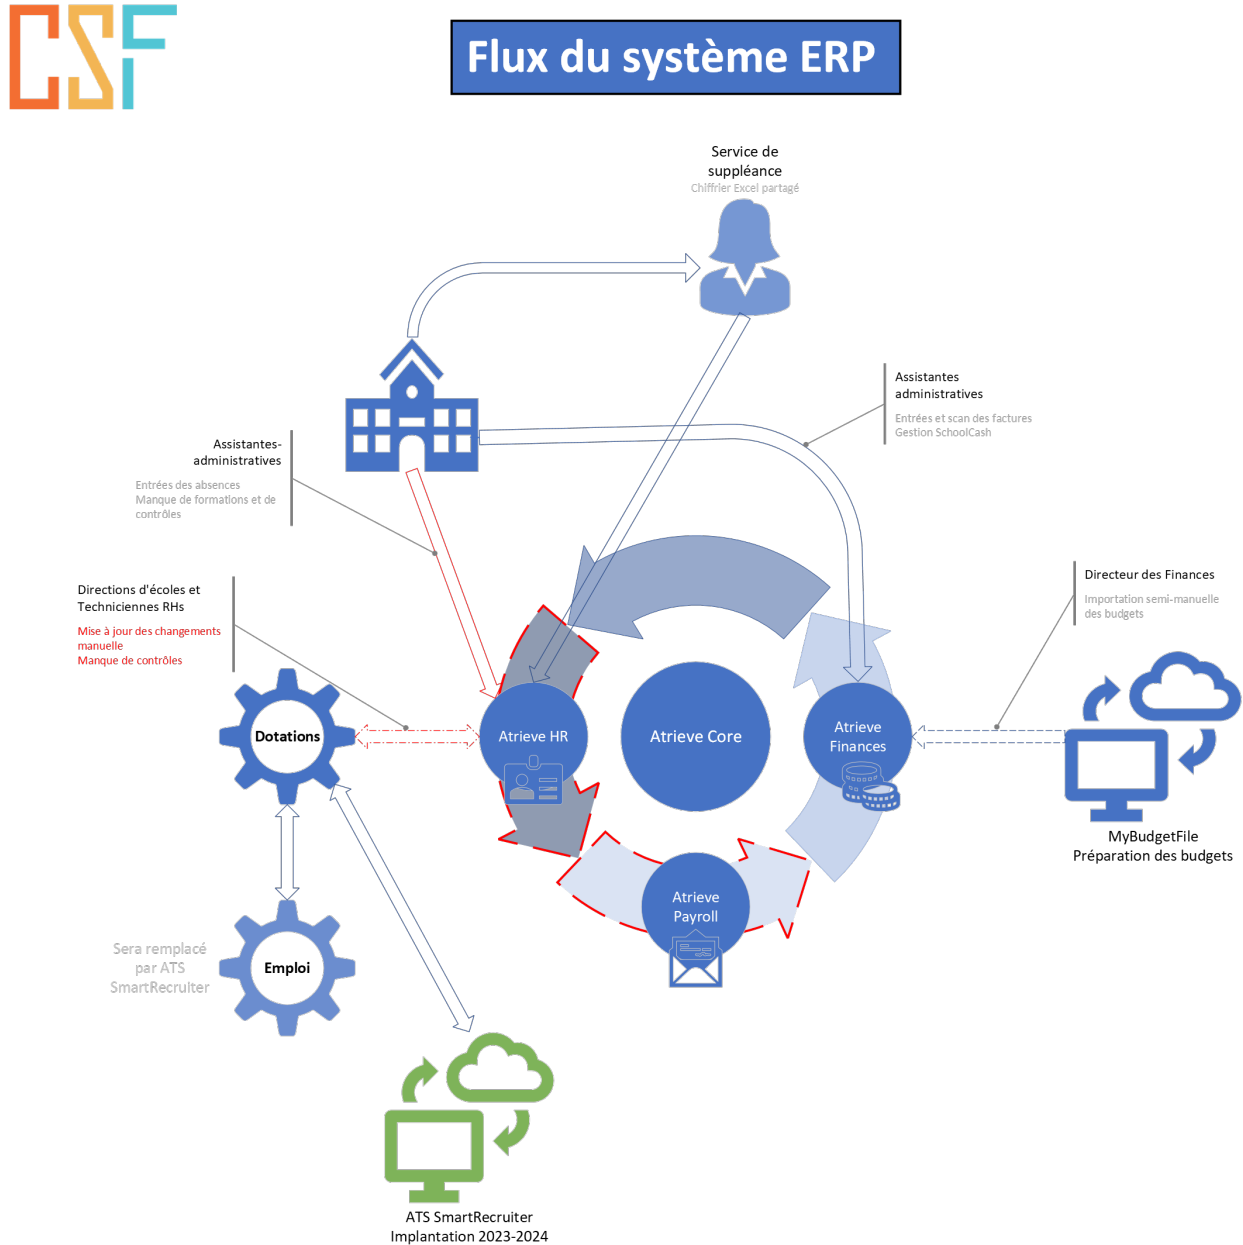 CSF
Flux du système ERP
Service de
suppléance
Chiffrier Excel partagé
Assistantes
administratives
Entrées et scan des factures
Gestion SchoolCash
Assistantes-
administratives
Entrées des absences
Manque de formations et de
contrôles
Directions d'écoles et
Techniciennes RHs
Mise à jour des changements
manuelle
Manque de contrôles
Directeur des Finances
Importation semi-manuelle
des budgets
Dotations
Atrieve HR
Atrieve Core
Atrieve
Finances
MyBudgetFile
Préparation des budgets
Atrieve
Payroll
Sera remplacé
par ATS
SmartRecruiter
Emploi
ATS SmartRecruiter
Implantation 2023-2024